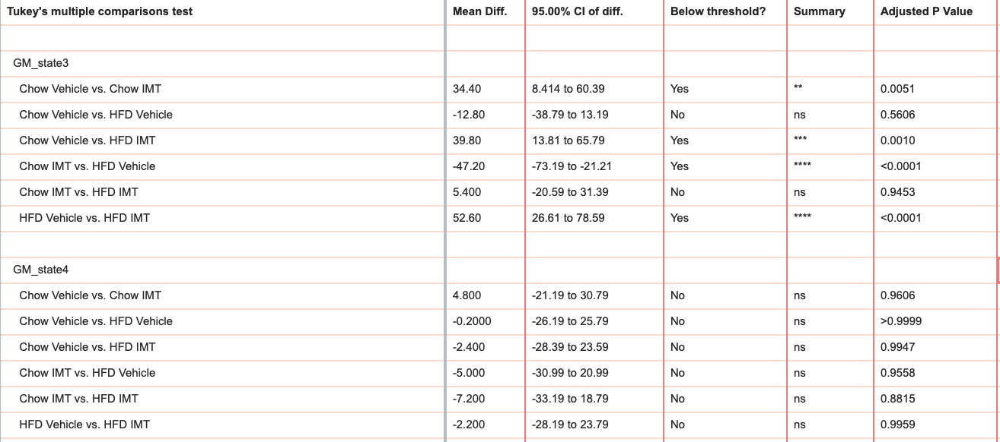 Tukey's multiple comparisons test Mean Diff. 95.00% CI of diff. Below threshold? Summary Adjusted P Value
GM_state3
Chow Vehicle vs. Chow IMT 34.40 8.414 to 60.39 Yes ** 0.0051
Chow Vehicle vs. HFD Vehicle -12.80 -38.79 to 13.19 No ns 0.5606
Chow Vehicle vs. HFD IMT 39.80 13.81 to 65.79 Yes *** 0.0010
Chow IMT vs. HFD Vehicle -47.20 -73.19 to -21.21 Yes **** <0.0001
Chow IMT vs. HFD IMT 5.400 -20.59 to 31.39 No ns 0.9453
HFD Vehicle vs. HFD IMT 52.60 26.61 to 78.59 Yes **** <0.0001
GM_state4
Chow Vehicle vs. Chow IMT 4.800 -21.19 to 30.79 No ns 0.9606
Chow Vehicle vs. HFD Vehicle -0.2000 -26.19 to 25.79 No ns >0.9999
Chow Vehicle vs. HFD IMT -2.400 -28.39 to 23.59 No ns 0.9947
Chow IMT vs. HFD Vehicle -5.000 -30.99 to 20.99 No ns 0.9558
Chow IMT vs. HFD IMT -7.200 -33.19 to 18.79 No ns 0.8815
HFD Vehicle vs. HFD IMT -2.200 -28.19 to 23.79 No ns 0.9959